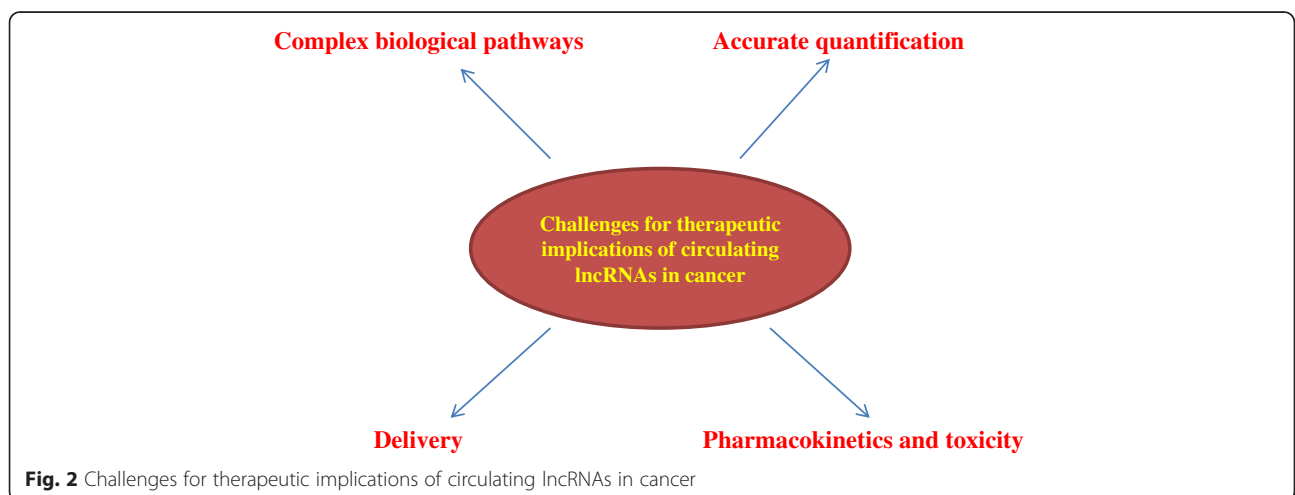 Complex biological pathways
Accurate quantification
Challenges for therapeutic
implications of circulating
lncRNAs in cancer
Delivery
Pharmacokinetics and toxicity
Fig. 2 Challenges for therapeutic implications of circulating lncRNAs in cancer